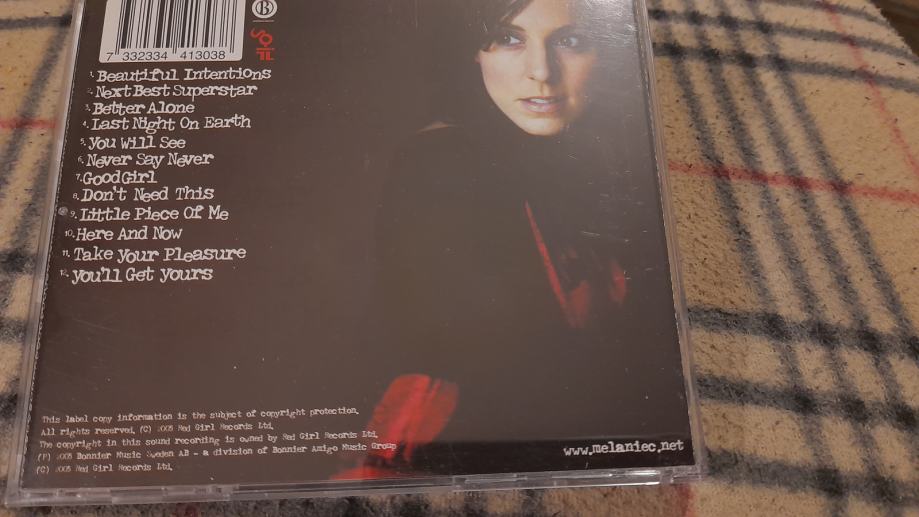 B
7 332334 413038
1. Beautiful Intentions
2. Next Best Superstar
3. Better Alone
4. Last Night On Earth
5. You Will See
6. Never Say Never
7. Good Girl
8. Don't Need This
9. Little Piece Of Me
10. Here And Now
11. Take Your Pleasure
12. You'll Get Yours
This label copy information is the subject of copyright protection.
All rights reserved. (C) 2005 Red Girl Records Ltd.
The copyright in this sound recording is owned by Red Girl Records Ltd.
(P) 2005 Bonnier Music Sweden AB - a division of Bonnier Amigo Music Group
(C) 2005 Red Girl Records Ltd.
www.melaniec.net